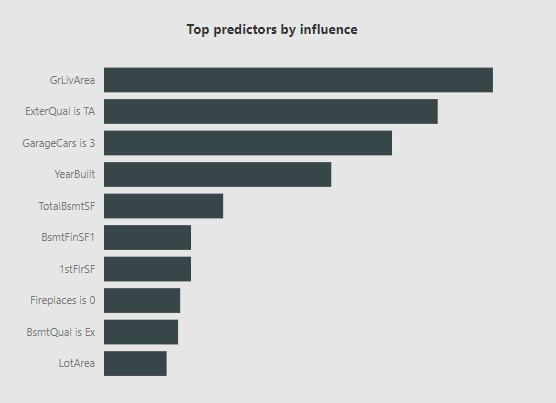 Top predictors by influence
GrLivArea
ExterQual is TA
GarageCars is 3
YearBuilt
TotalBsmtSF
BsmtFinSF1
1stFlrSF
Fireplaces is 0
BsmtQual is Ex
LotArea